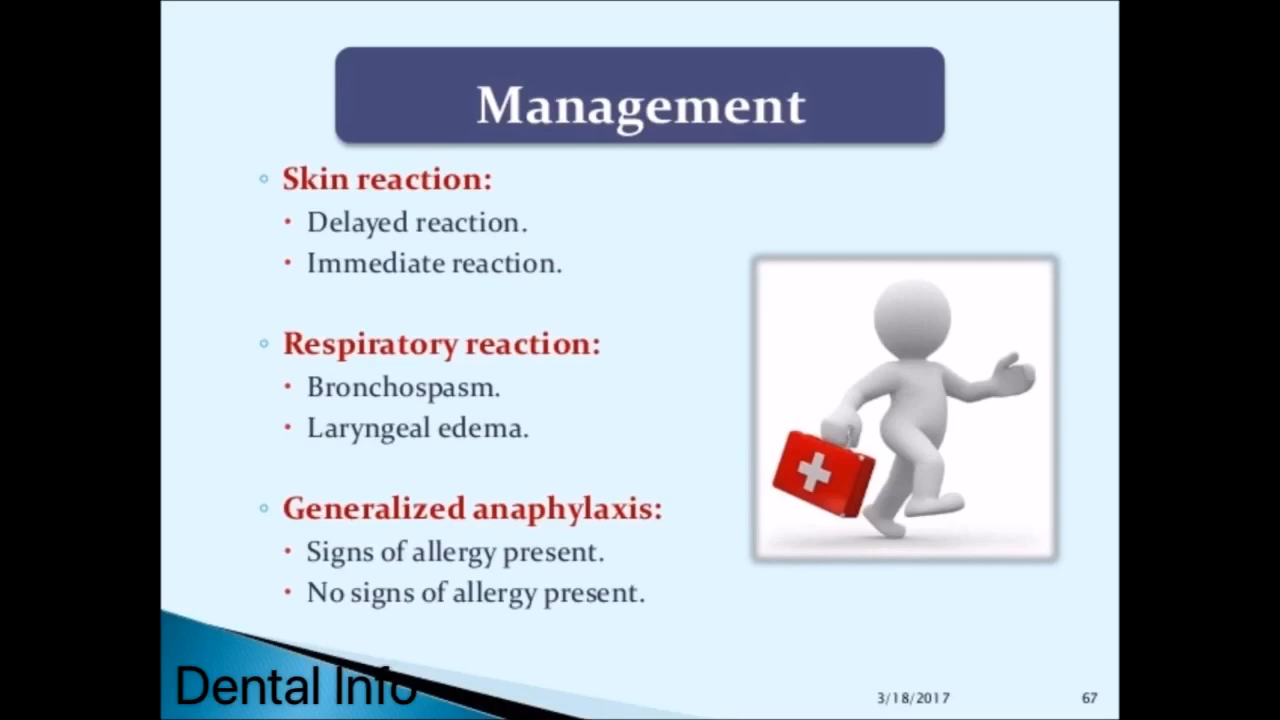 Management
Skin reaction:
Delayed reaction.
Immediate reaction.
Respiratory reaction:
Bronchospasm.
Laryngeal edema.
Generalized anaphylaxis:
Signs of allergy present.
No signs of allergy present.
Dental Info
3/18/2017
67